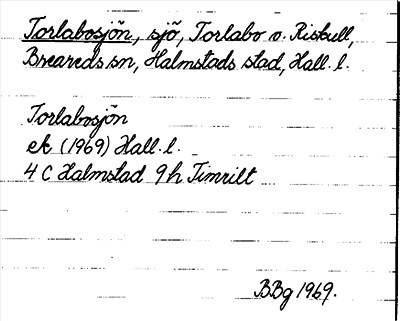 Torlabosjön, sjö, Torlabo o. Riskull,
Breareds sn, Halmstads stad, Hall. l.
Torlabosjön
ek (1969) Hall. l.
4 C Halmstad 9 h Timrilt
BBg 1969.